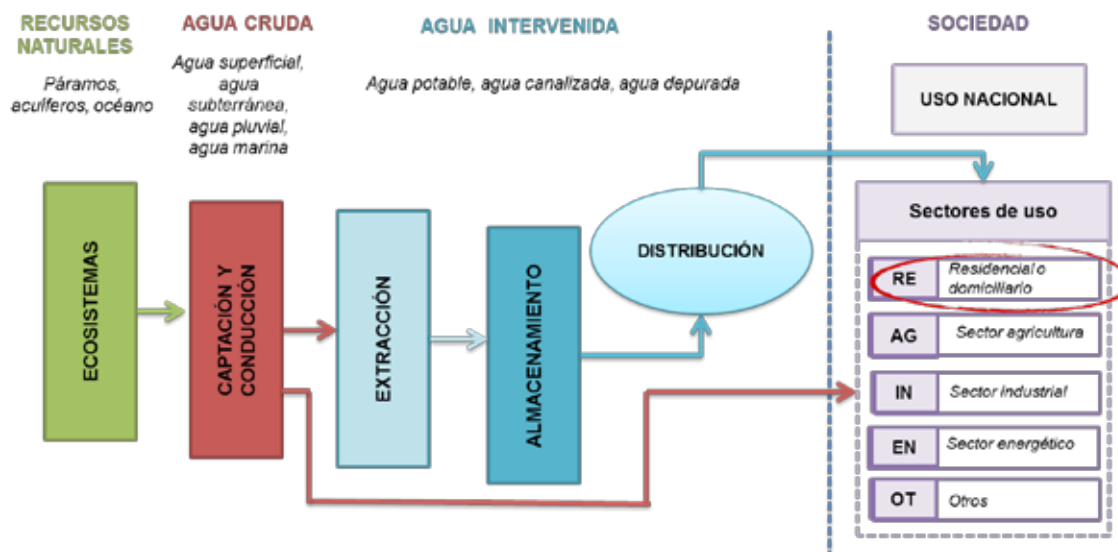 RECURSOS
NATURALES
Páramos,
acuíferos, océano
AGUA CRUDA
Agua superficial,
agua
subterránea,
agua pluvial,
agua marina
AGUA INTERVENIDA
Agua potable, agua canalizada, agua depurada
SOCIEDAD
USO NACIONAL
ECOSISTEMAS
CAPTACIÓN Y
CONDUCCIÓN
EXTRACCIÓN
ALMACENAMIENTO
DISTRIBUCIÓN
Sectores de uso
RE
Residencial o
domiciliario
AG
Sector agricultura
IN
Sector industrial
EN
Sector energético
OT
Otros